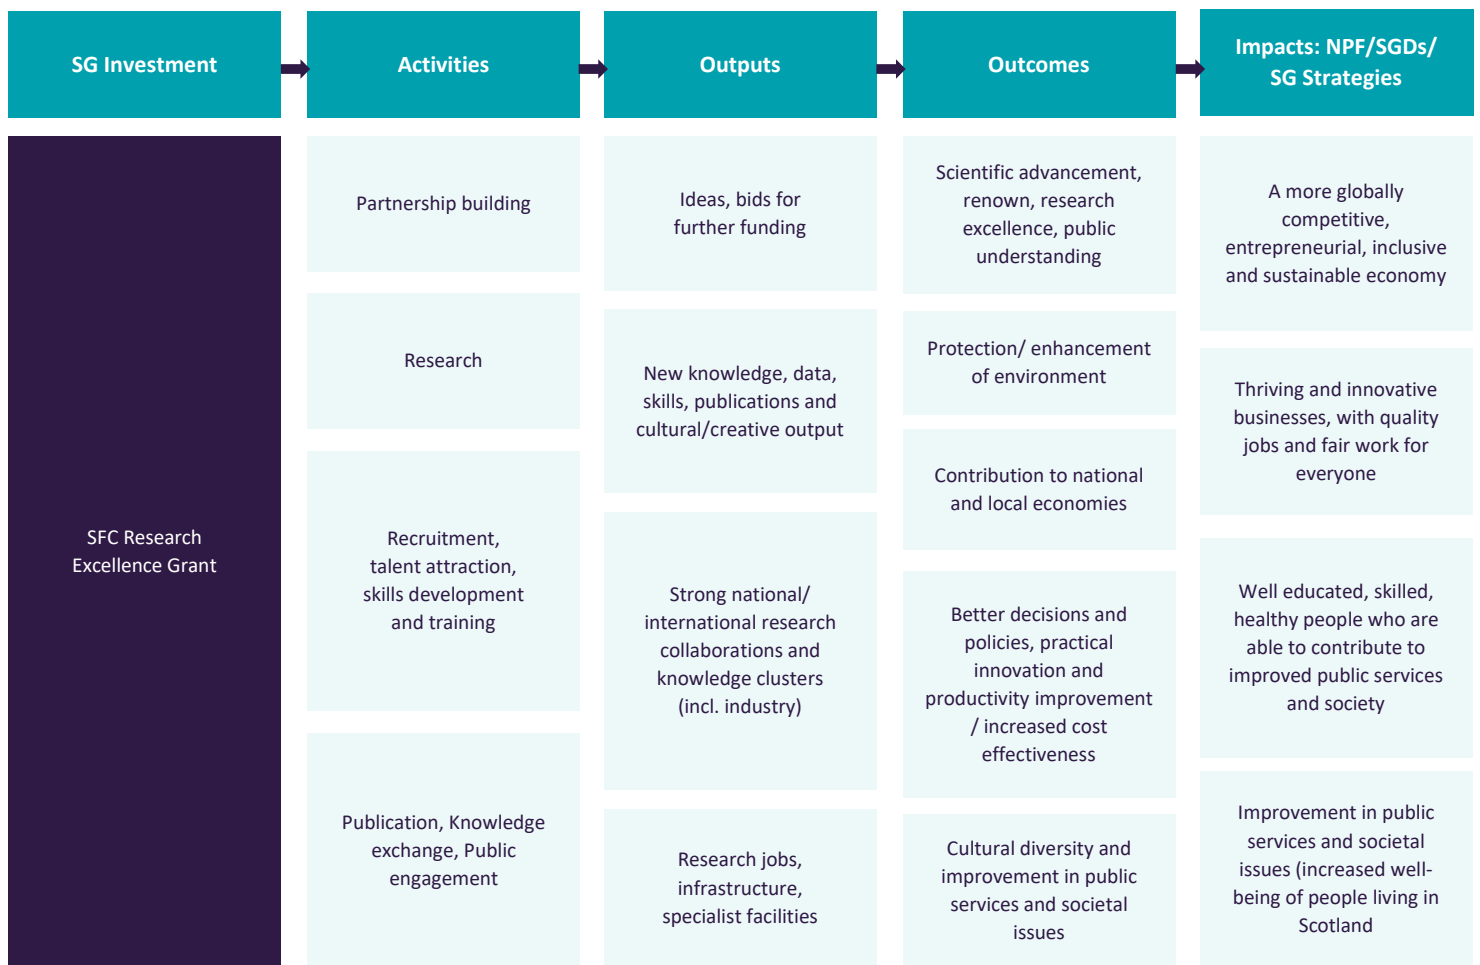 SG Investment
Activities
Outputs
Outcomes
Impacts: NPF/SGDs/
SG Strategies
SFC Research
Excellence Grant
Partnership building
Research
Recruitment,
talent attraction,
skills development
and training
Publication, Knowledge
exchange, Public
engagement
Ideas, bids for
further funding
New knowledge, data,
skills, publications and
cultural/creative output
Strong national/
international research
collaborations and
knowledge clusters
(incl. industry)
Research jobs,
infrastructure,
specialist facilities
Scientific advancement,
renown, research
excellence, public
understanding
Protection/ enhancement
of environment
Contribution to national
and local economies
Better decisions and
policies, practical
innovation and
productivity improvement
/ increased cost
effectiveness
Cultural diversity and
improvement in public
services and societal
issues
A more globally
competitive,
entrepreneurial, inclusive
and sustainable economy
Thriving and innovative
businesses, with quality
jobs and fair work for
everyone
Well educated, skilled,
healthy people who are
able to contribute to
improved public services
and society
Improvement in public
services and societal
issues (increased well-
being of people living in
Scotland